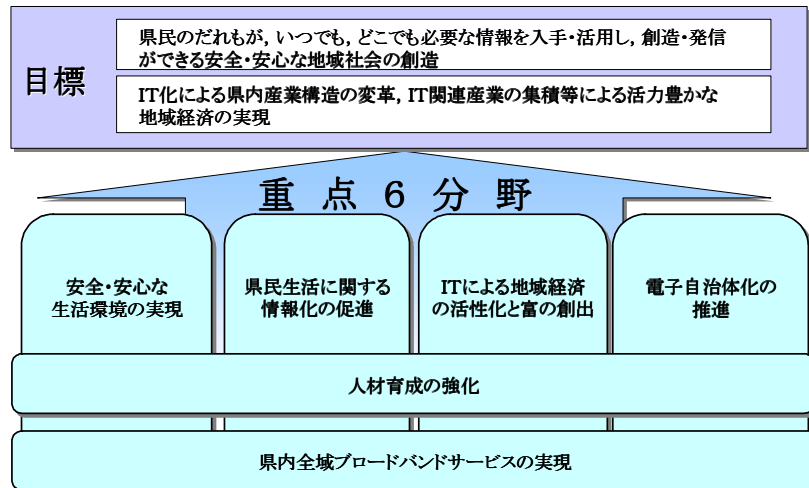 目標
県民のだれもが，いつでも，どこでも必要な情報を入手・活用し，創造・発信
ができる安全・安心な地域社会の創造
IT化による県内産業構造の変革，IT関連産業の集積等による活力豊かな
地域経済の実現
重点６分野
安全・安心な
生活環境の実現
県民生活に関する
情報化の促進
ITによる地域経済
の活性化と富の創出
電子自治体化の
推進
人材育成の強化
県内全域ブロードバンドサービスの実現